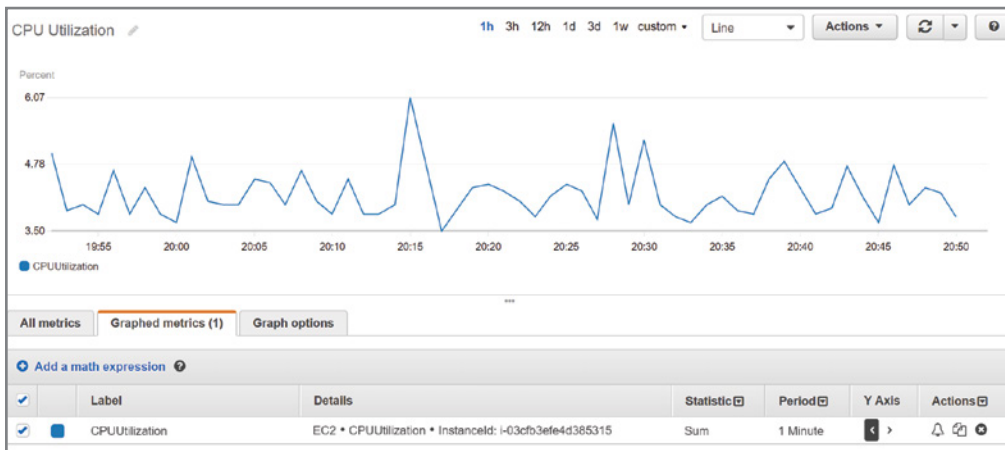 CPU Utilization
1h 3h 12h 1d 3d 1w custom
Line
Actions
Percent
6.07
4.78
3.50
19:55 20:00 20:05 20:10 20:15 20:20 20:25 20:30 20:35 20:40 20:45 20:50
CPUUtilization
All metrics Graphed metrics (1) Graph options
Add a math expression
Label Details Statistic Period Y Axis Actions
CPUUtilization EC2 • CPUUtilization • InstanceId: i-03cfb3efe4d385315 Sum 1 Minute